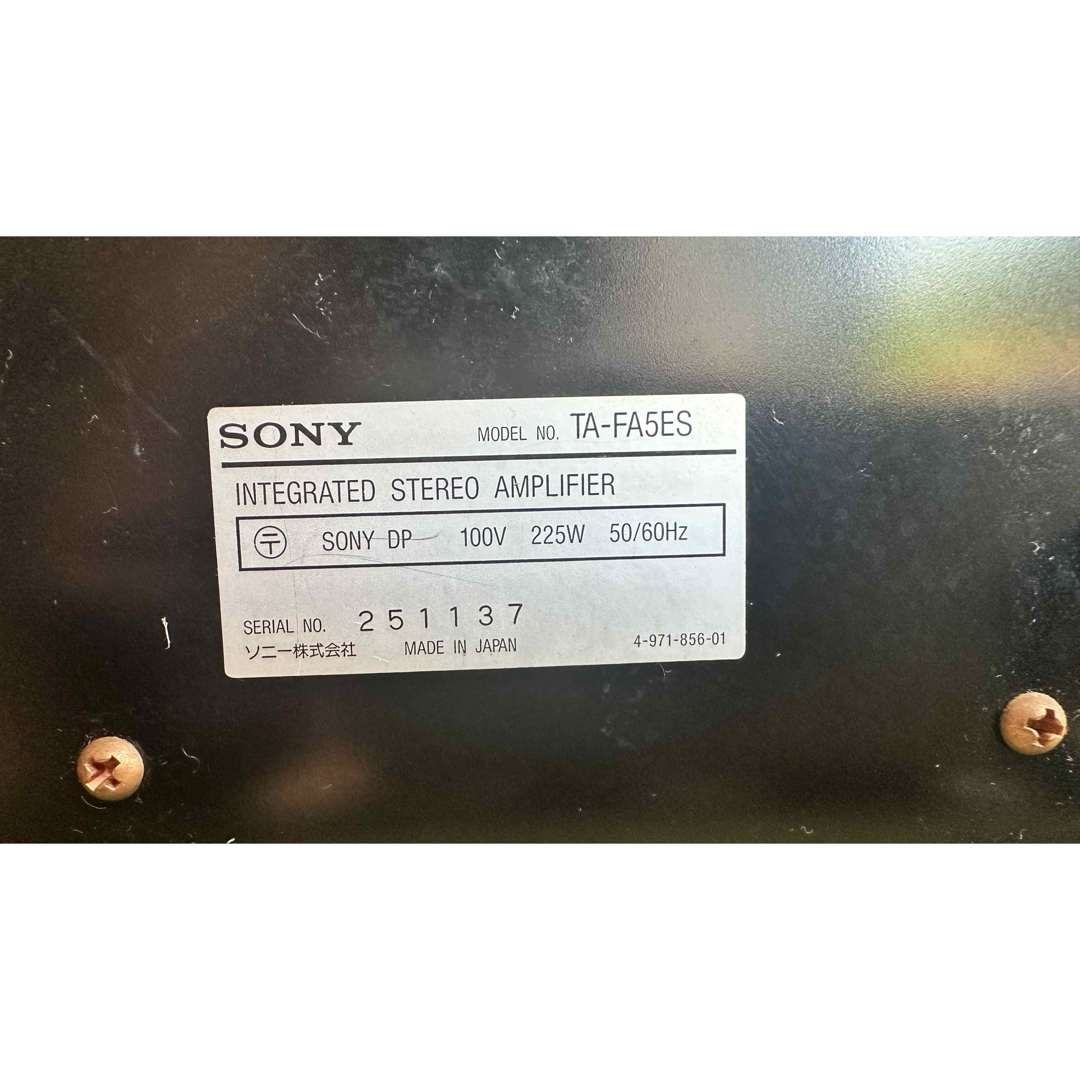 SONY MODEL NO. TA-FA5ES
INTEGRATED STEREO AMPLIFIER
〒 SONY DP 100V 225W 50/60Hz
SERIAL NO. 251137
ソニー株式会社 MADE IN JAPAN 4-971-856-01